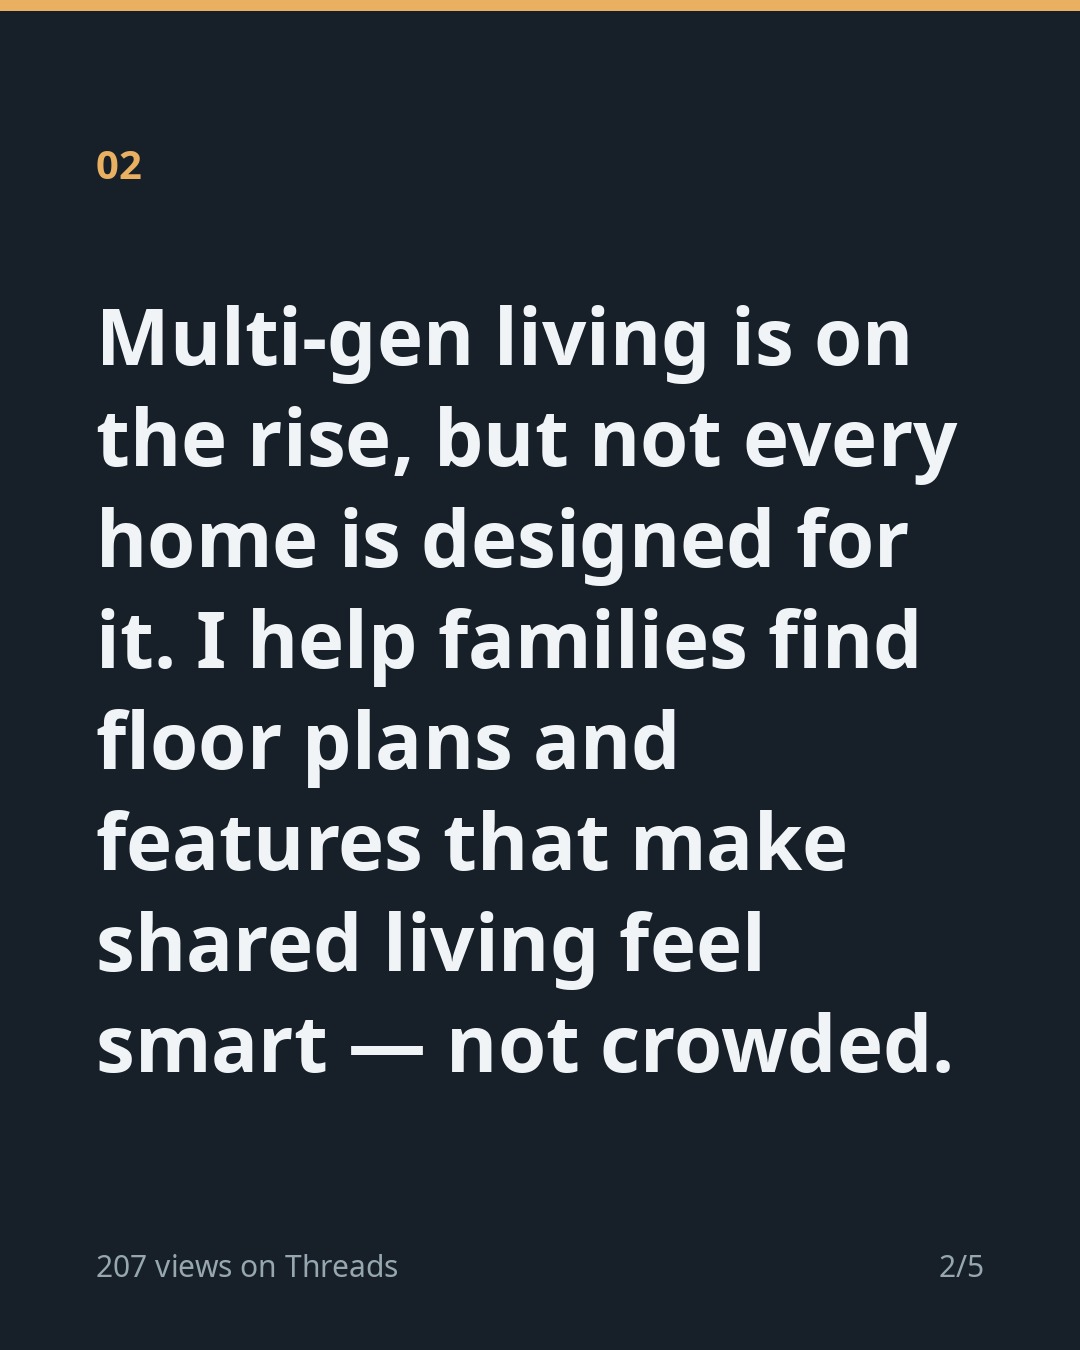 02
Multi-gen living is on
the rise, but not every
home is designed for
it. I help families find
floor plans and
features that make
shared living feel
smart — not crowded.
207 views on Threads
2/5